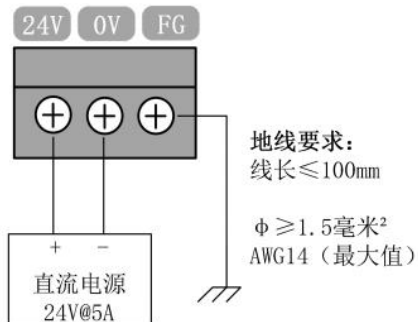 24V 0V FG
地线要求:
线长≤100mm
φ≥1.5毫米²
AWG14（最大值）
+ −
直流电源
24V@5A